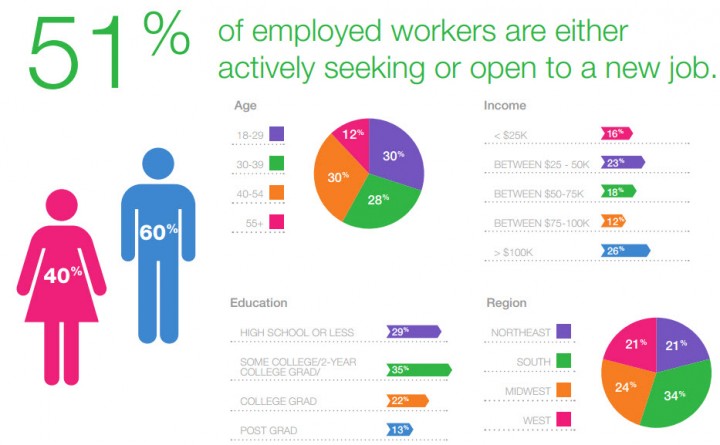 51% of employed workers are either
actively seeking or open to a new job.
40%
60%
Age
18-29
30-39
40-54
55+
12%
30%
30%
28%
Income
< $25K 16%
BETWEEN $25 - 50K 23%
BETWEEN $50-75K 18%
BETWEEN $75-100K 12%
> $100K 26%
Education
HIGH SCHOOL OR LESS 29%
SOME COLLEGE/2-YEAR
COLLEGE GRAD/ 35%
COLLEGE GRAD 22%
POST GRAD 13%
Region
NORTHEAST
SOUTH
MIDWEST
WEST
21%
21%
24%
34%